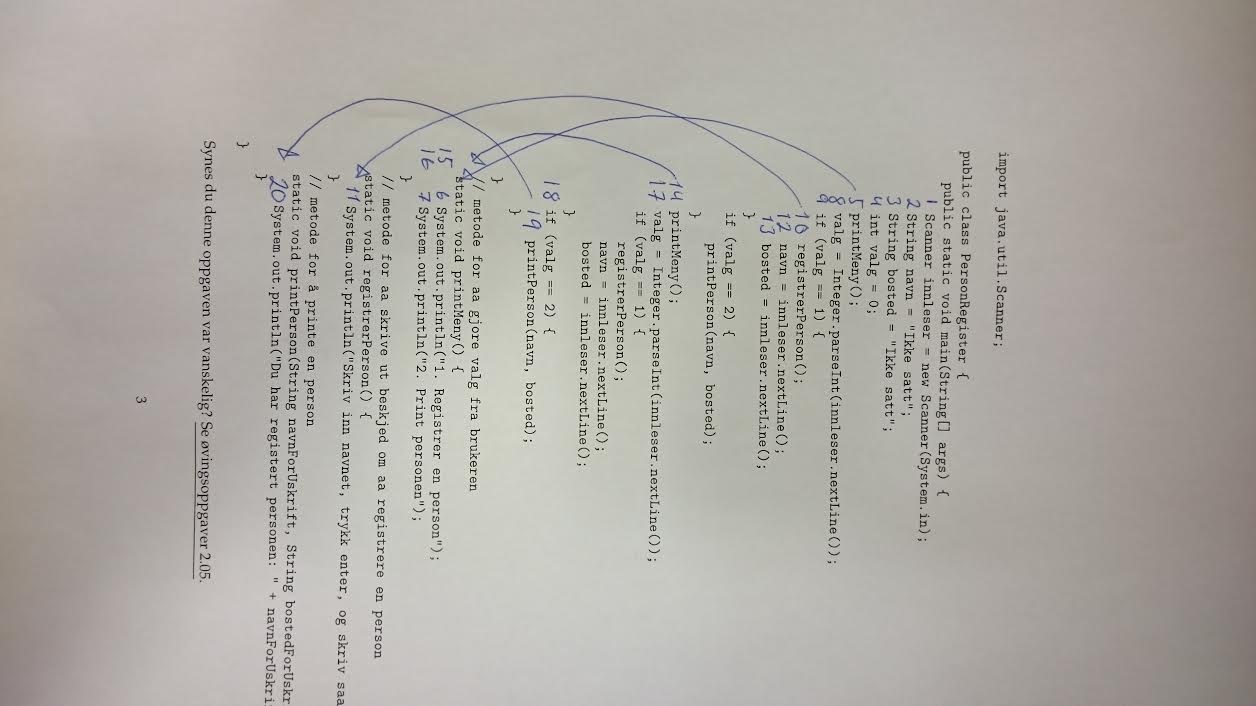 import java.util.Scanner;
public class PersonRegister {
public static void main(String[] args) {
1 Scanner innleser = new Scanner(System.in);
2 String navn = "Ikke satt";
3 String bosted = "Ikke satt";
4 int valg = 0;
5 printMeny();
8 valg = Integer.parseInt(innleser.nextLine());
9 if (valg == 1) {
10 registrerPerson();
12 navn = innleser.nextLine();
13 bosted = innleser.nextLine();
}
if (valg == 2) {
printPerson(navn, bosted);
}
14 printMeny();
17 valg = Integer.parseInt(innleser.nextLine());
if (valg == 1) {
registrerPerson();
navn = innleser.nextLine();
bosted = innleser.nextLine();
}
18 if (valg == 2) {
19 printPerson(navn, bosted);
}
}
// metode for aa gjore valg fra brukeren
static void printMeny() {
15 6 System.out.println("1. Registrer en person");
16 7 System.out.println("2. Print personen");
}
// metode for aa skrive ut beskjed om aa registrere en person
static void registrerPerson() {
11 System.out.println("Skriv inn navnet, trykk enter, og skriv saa
}
// metode for å printe en person
static void printPerson(String navnForUskrift, String bostedForUskr
20 System.out.println("Du har registert personen: " + navnForUskri
}
}
Synes du denne oppgaven var vanskelig? Se øvingsoppgaver 2.05.
3